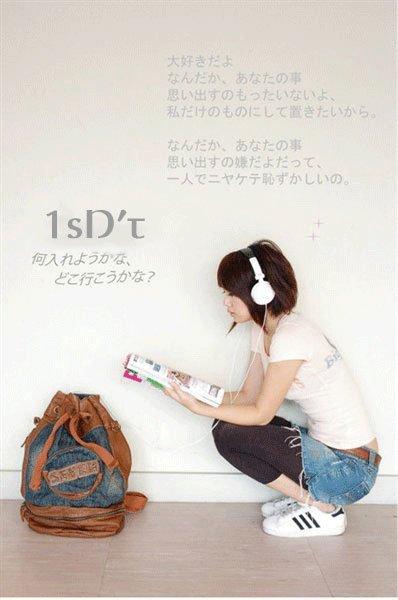 大好きだよ
なんだか、あなたの事
思い出すのもったいないよ、
私だけのものにして置きたいから。
なんだか、あなたの事
思い出すの嫌だよだって、
一人でニヤケテ恥ずかしいの。
1sD't
何入れようかな、
どこ行こうかな?